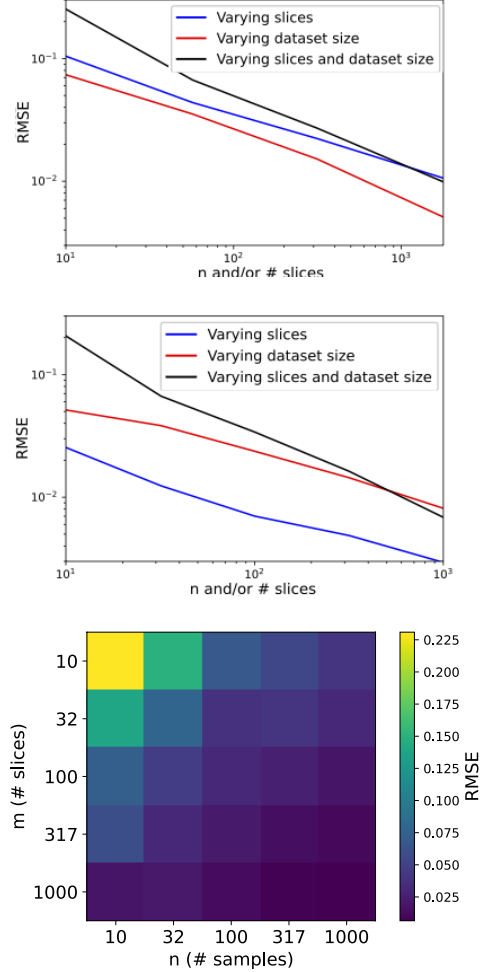 Varying slices
Varying dataset size
Varying slices and dataset size
10⁻¹
10⁻²
RMSE
10¹
10²
10³
n and/or # slices
Varying slices
Varying dataset size
Varying slices and dataset size
10⁻¹
10⁻²
RMSE
10¹
10²
10³
n and/or # slices
10
32
100
317
1000
m (# slices)
10 32 100 317 1000
n (# samples)
0.225
0.200
0.175
0.150
0.125
0.100
0.075
0.050
0.025
RMSE